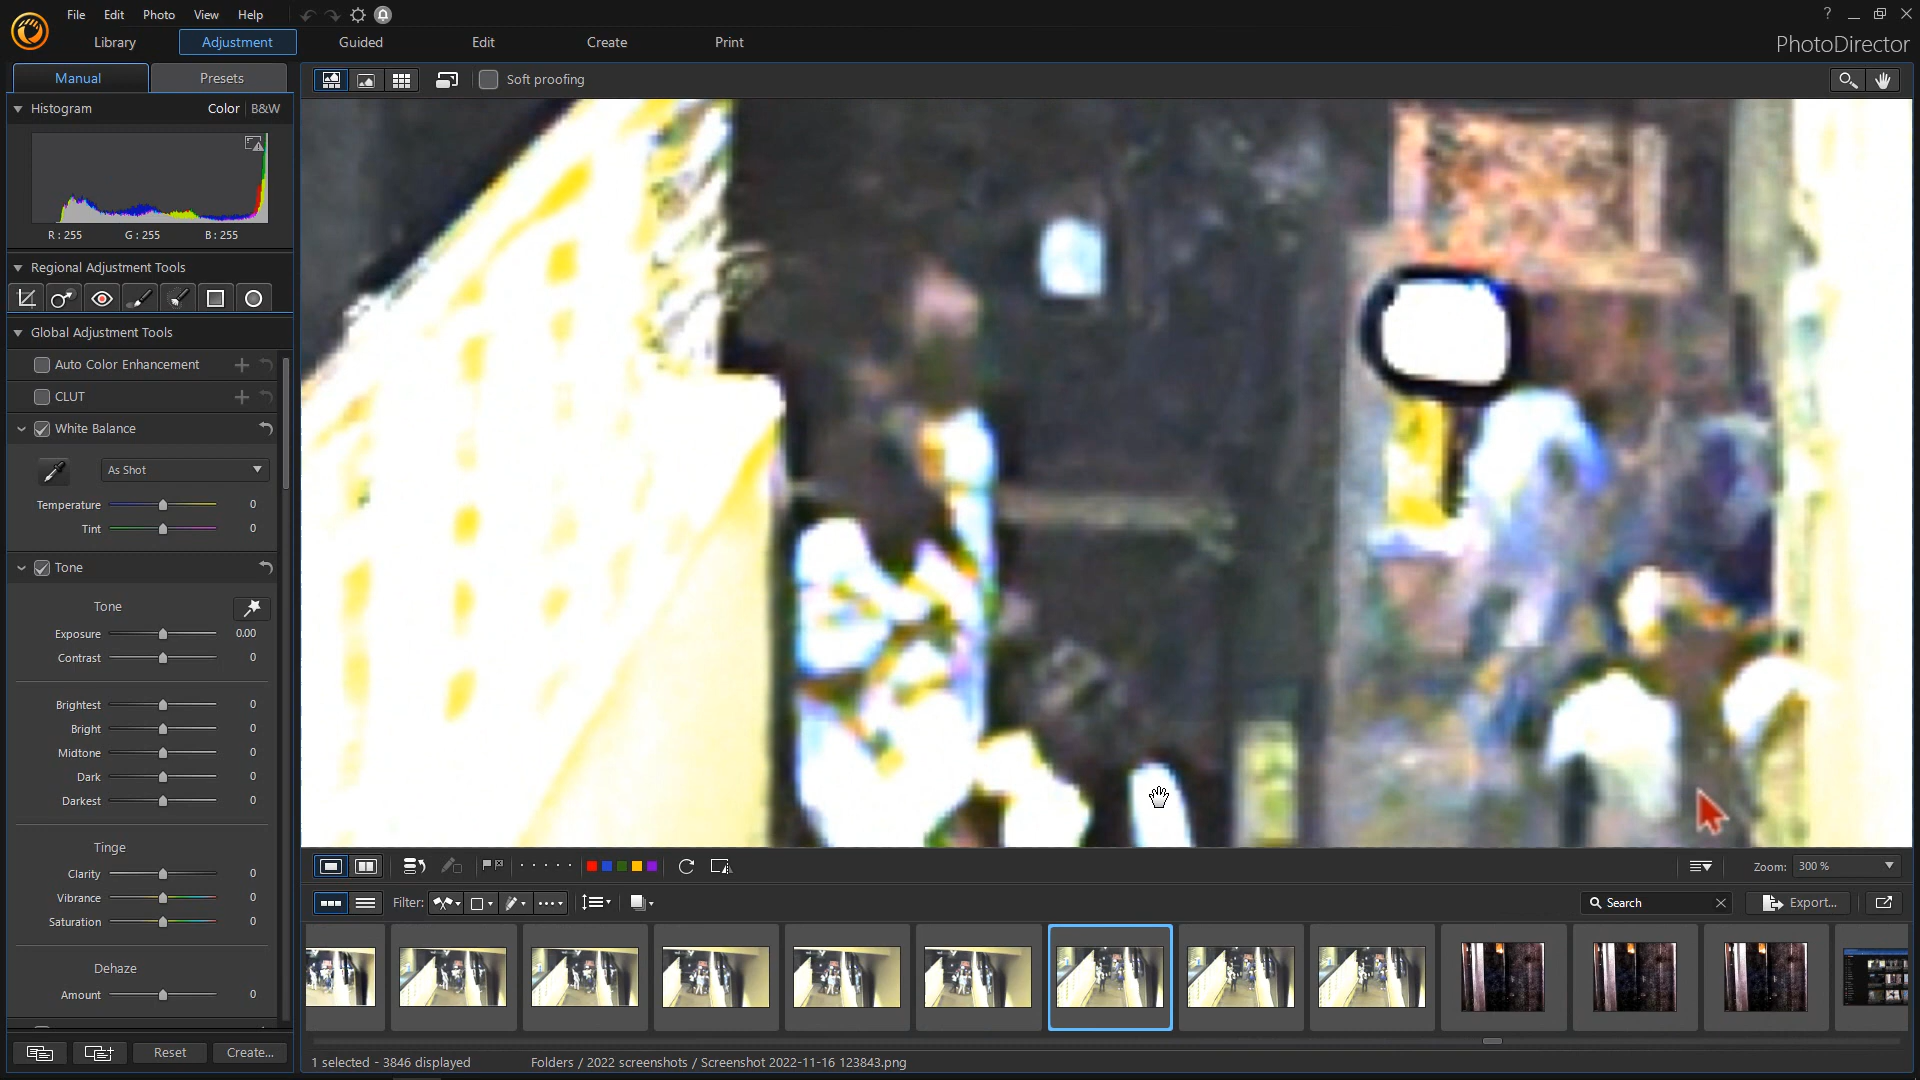 File Edit Photo View Help
?
Library Adjustment Guided Edit Create Print
PhotoDirector
Manual Presets
Soft proofing
Histogram Color B&W
R : 255 G : 255 B : 255
Regional Adjustment Tools
Global Adjustment Tools
Auto Color Enhancement
CLUT
White Balance
As Shot
Temperature 0
Tint 0
Tone
Tone
Exposure 0.00
Contrast 0
Brightest 0
Bright 0
Midtone 0
Dark 0
Darkest 0
Tinge
Clarity 0
Vibrance 0
Saturation 0
Dehaze
Amount 0
Reset Create...
Zoom: 300 %
Filter:
Search
Export...
1 selected - 3846 displayed
Folders / 2022 screenshots / Screenshot 2022-11-16 123843.png